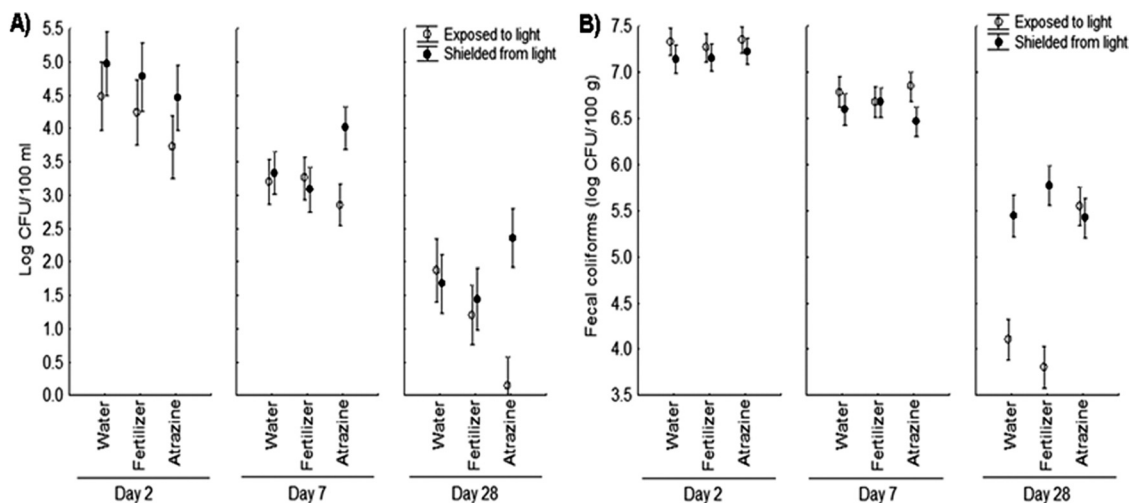 A)
Log CFU/100 ml
5.5
5.0
4.5
4.0
3.5
3.0
2.5
2.0
1.5
1.0
0.5
0.0
Exposed to light
Shielded from light
Water
Fertilizer
Atrazine
Water
Fertilizer
Atrazine
Water
Fertilizer
Atrazine
Day 2
Day 7
Day 28
B)
Fecal coliforms (log CFU/100 g)
7.5
7.0
6.5
6.0
5.5
5.0
4.5
4.0
3.5
Exposed to light
Shielded from light
Water
Fertilizer
Atrazine
Water
Fertilizer
Atrazine
Water
Fertilizer
Atrazine
Day 2
Day 7
Day 28